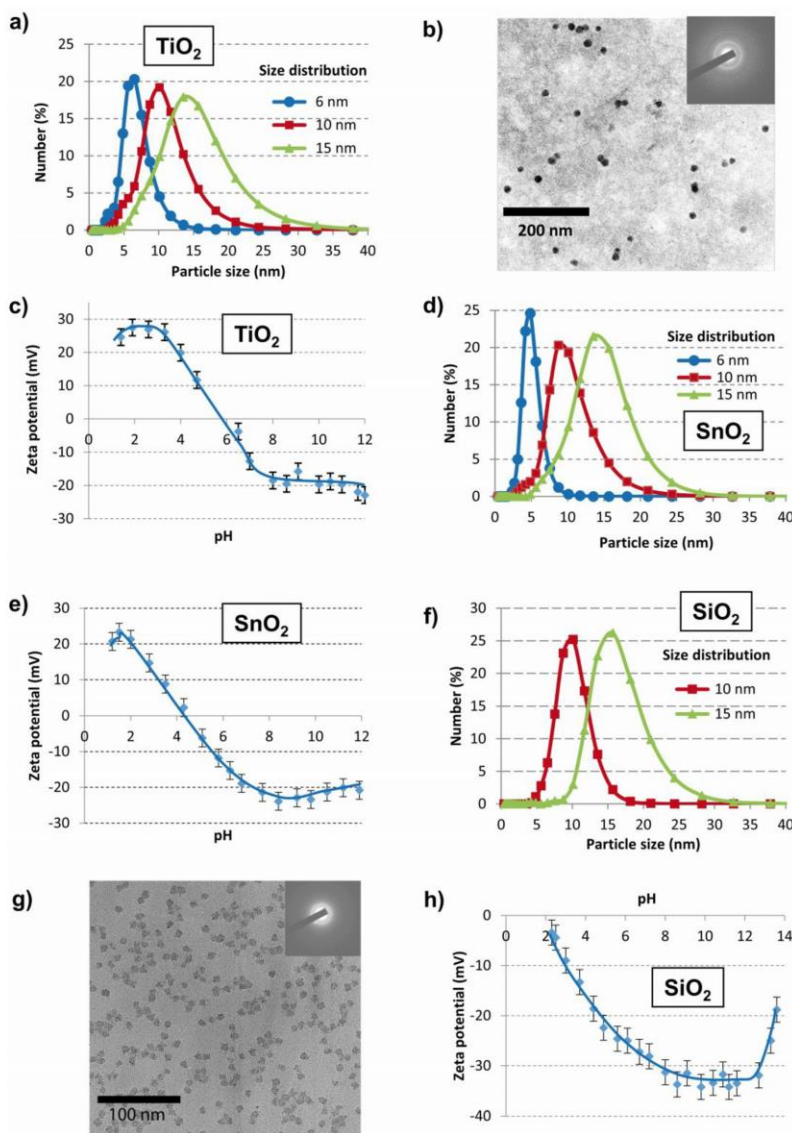 a)
TiO2
Size distribution
6 nm
10 nm
15 nm
25
20
15
10
5
0
0 5 10 15 20 25 30 35 40
Number (%)
Particle size (nm)
b)
200 nm
c)
TiO2
30
20
10
0
-10
-20
-30
0 2 4 6 8 10 12
Zeta potential (mV)
pH
d)
Size distribution
6 nm
10 nm
15 nm
SnO2
25
20
15
10
5
0
0 5 10 15 20 25 30 35 40
Number (%)
Particle size (nm)
e)
SnO2
30
20
10
0
-10
-20
-30
0 2 4 6 8 10 12
Zeta potential (mV)
pH
f)
SiO2
Size distribution
10 nm
15 nm
30
25
20
15
10
5
0
0 5 10 15 20 25 30 35 40
Number (%)
Particle size (nm)
g)
100 nm
h)
pH
0 2 4 6 8 10 12 14
0
-10
-20
-30
-40
Zeta potential (mV)
SiO2